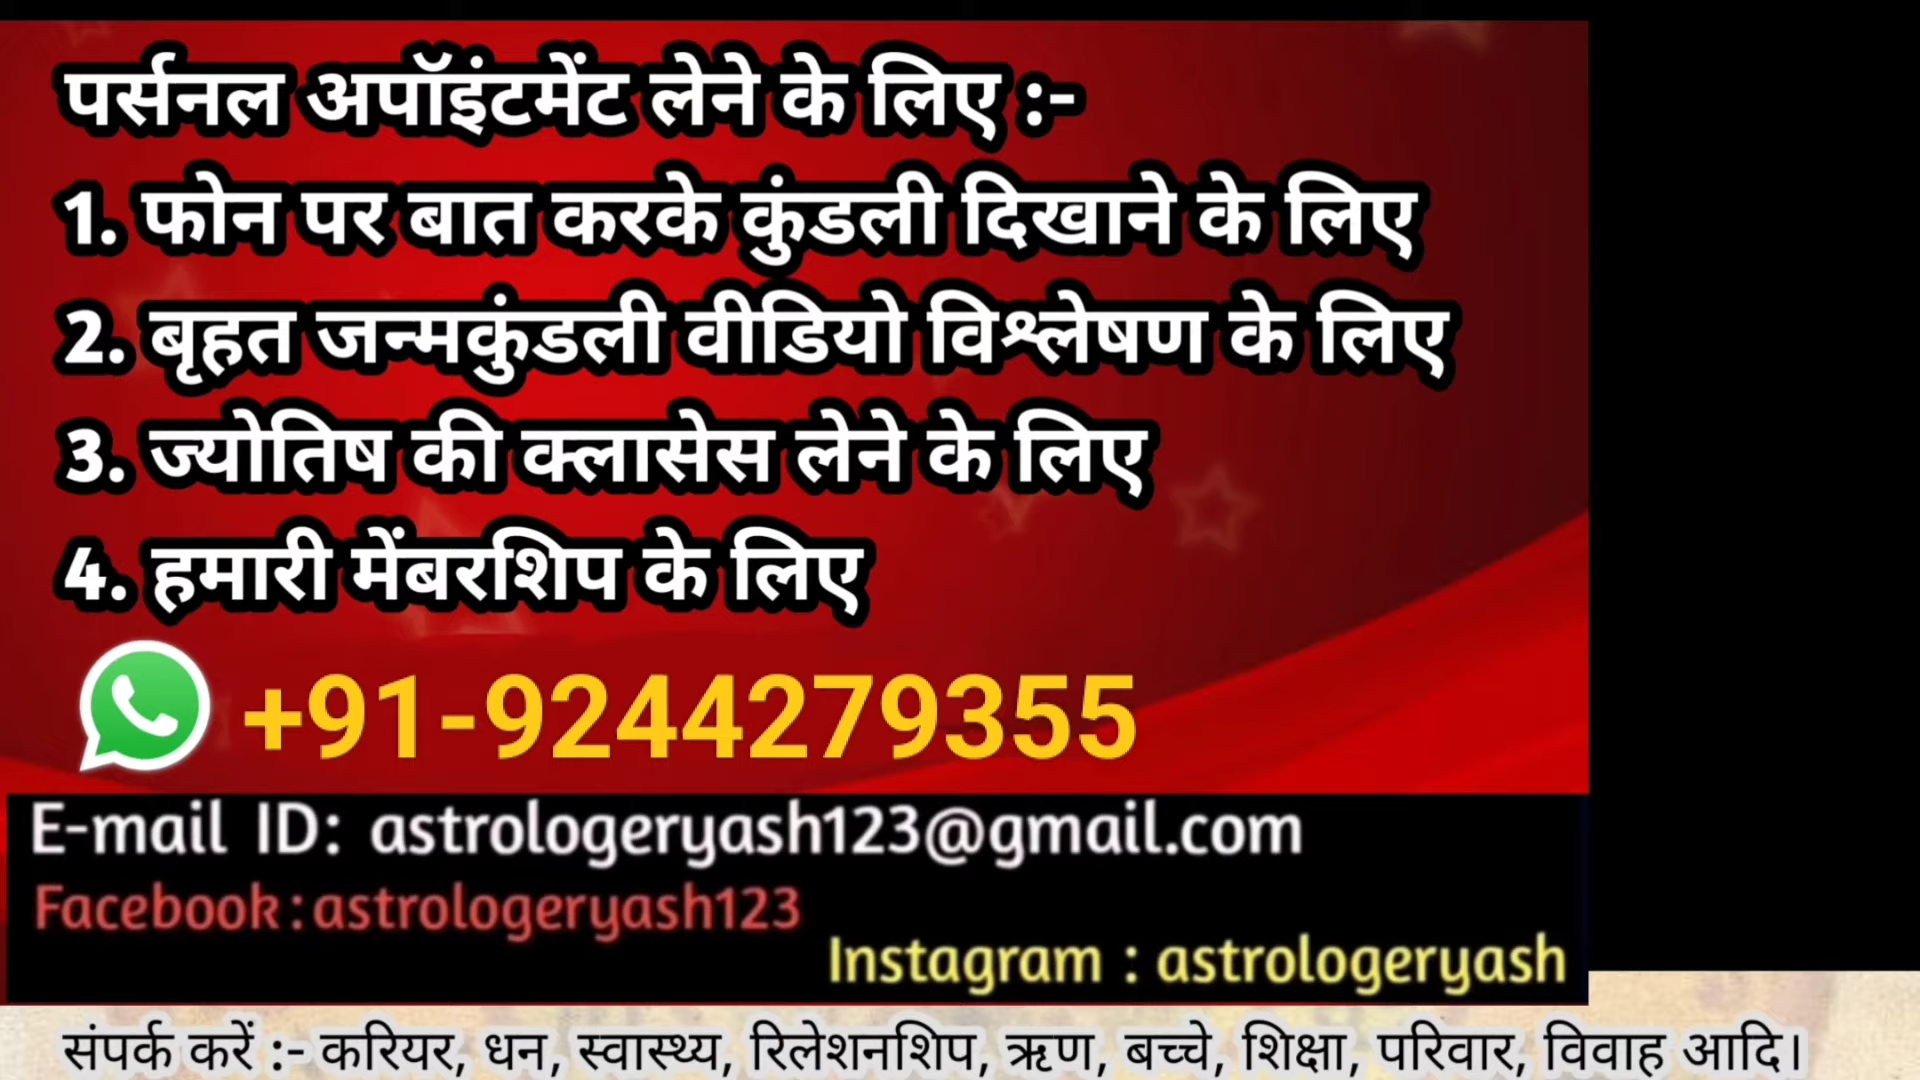 पर्सनल अपॉइंटमेंट लेने के लिए :-
1. फोन पर बात करके कुंडली दिखाने के लिए
2. बृहत जन्मकुंडली वीडियो विश्लेषण के लिए
3. ज्योतिष की क्लासेस लेने के लिए
4. हमारी मेंबरशिप के लिए
+91-9244279355
E-mail ID: astrologeryash123@gmail.com
Facebook : astrologeryash123
Instagram : astrologeryash
संपर्क करें :- करियर, धन, स्वास्थ्य, रिलेशनशिप, ऋण, बच्चे, शिक्षा, परिवार, विवाह आदि।